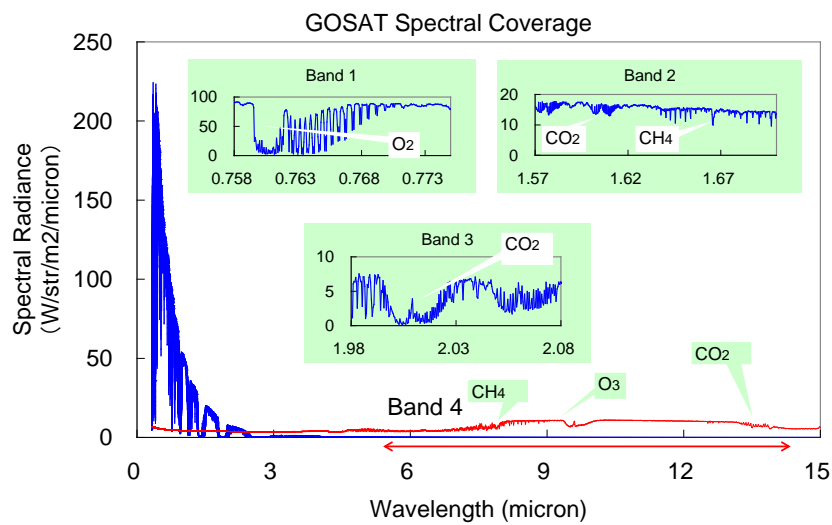 GOSAT Spectral Coverage
Spectral Radiance
(W/str/m2/micron)
250
200
150
100
50
0
Band 1
100
50
0
O2
0.758
0.763
0.768
0.773
Band 2
20
10
0
CO2
CH4
1.57
1.62
1.67
Band 3
10
5
0
CO2
1.98
2.03
2.08
Band 4
CH4
O3
CO2
0
3
6
9
12
15
Wavelength (micron)